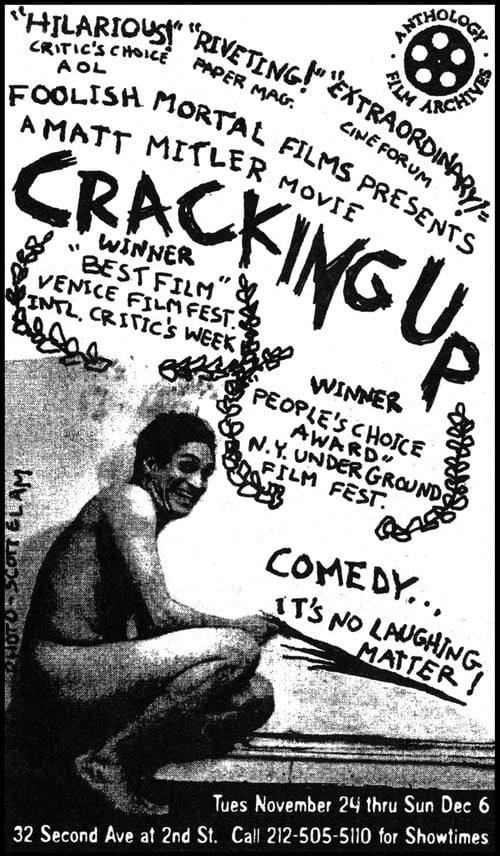 "HILARIOUS!"
CRITIC'S CHOICE
AOL
"RIVETING!"
PAPER MAG.
"EXTRAORDINARY!"
CINE FORUM
ANTHOLOGY
FILM ARCHIVES
FOOLISH MORTAL FILMS PRESENTS
A MATT MITLER MOVIE
CRACKING UP
WINNER
"BEST FILM"
VENICE FILM FEST.
INTL. CRITIC'S WEEK
WINNER
"PEOPLE'S CHOICE
AWARD"
N.Y. UNDERGROUND
FILM FEST.
PHOTO - SCOTT ELAM
COMEDY...
IT'S NO LAUGHING
MATTER!
Tues November 24 thru Sun Dec 6
32 Second Ave at 2nd St. Call 212-505-5110 for Showtimes